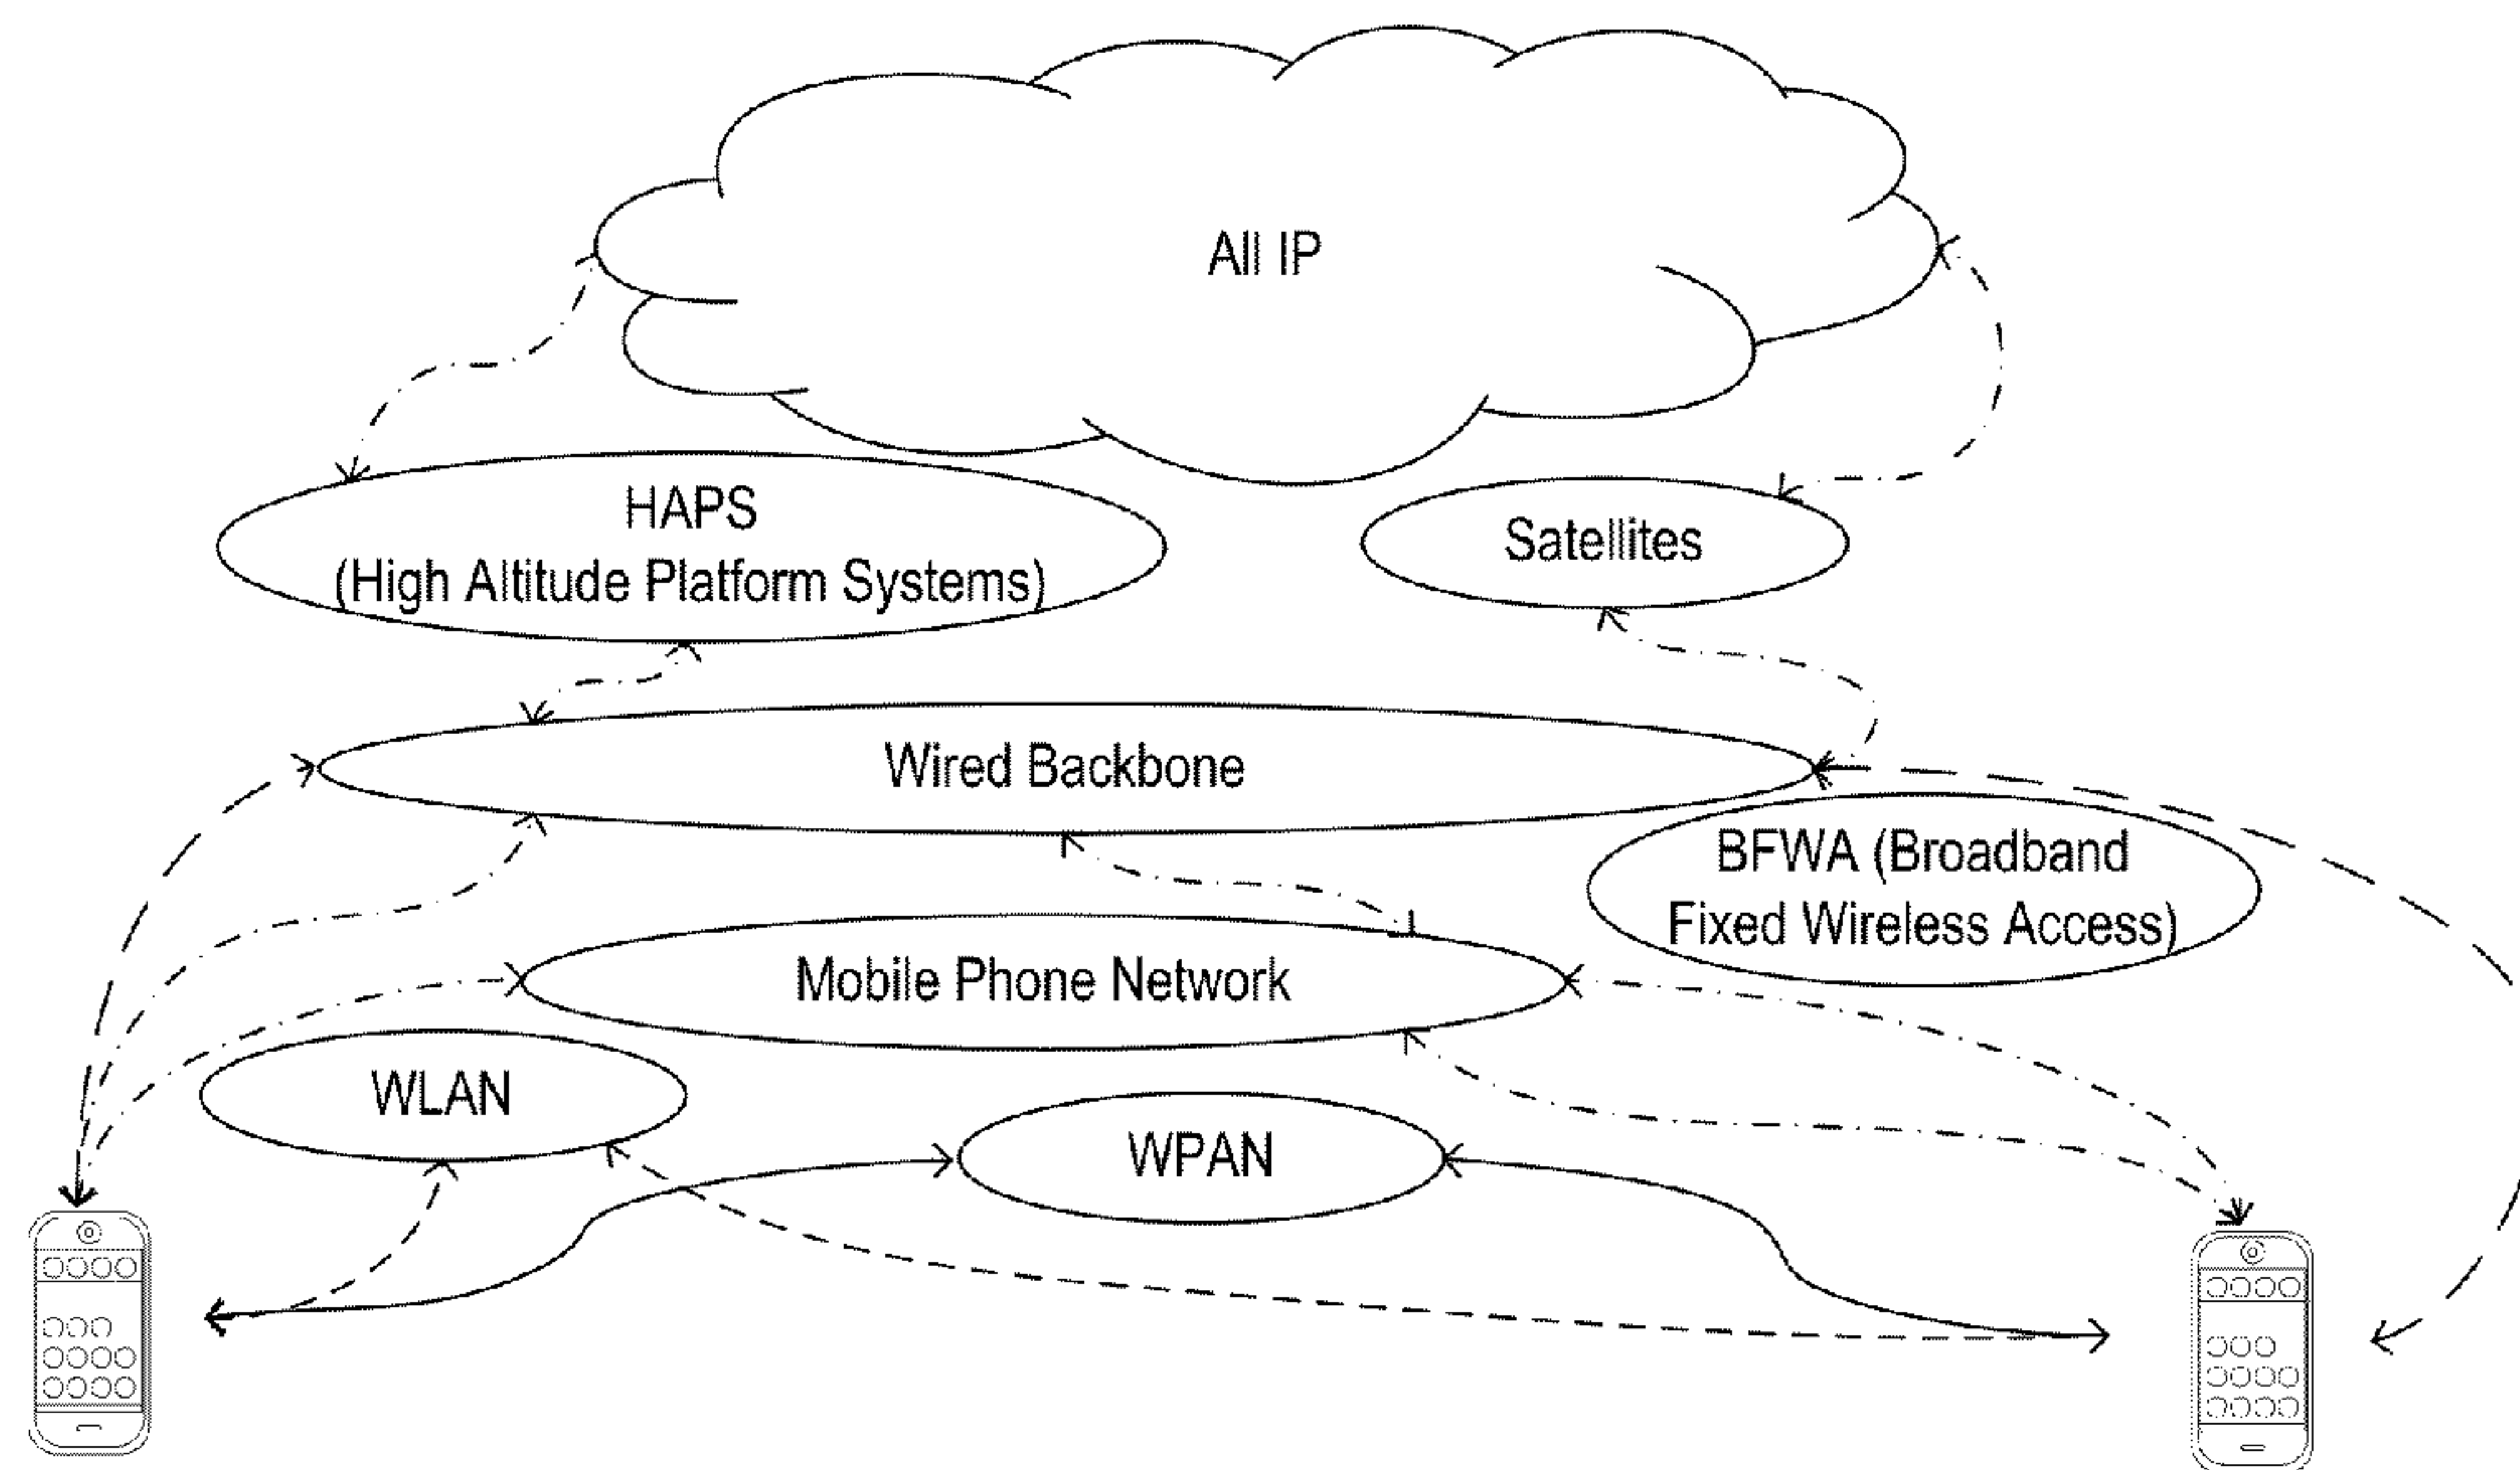 All IP
HAPS
(High Altitude Platform Systems)
Satellites
Wired Backbone
BFWA (Broadband
Fixed Wireless Access)
Mobile Phone Network
WLAN
WPAN